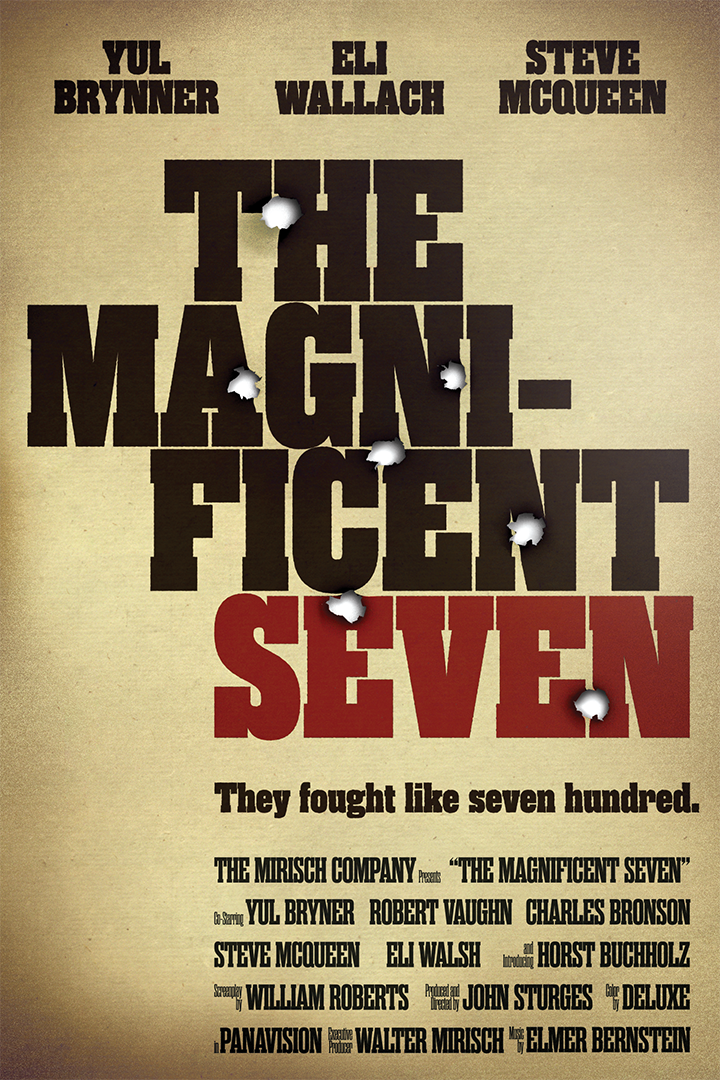 YUL ELI STEVE
BRYNNER WALLACH MCQUEEN
THE
MAGNI-
FICENT
SEVEN
They fought like seven hundred.
THE MIRISCH COMPANY Presents “THE MAGNIFICENT SEVEN”
Co-Starring YUL BRYNER ROBERT VAUGHN CHARLES BRONSON
STEVE MCQUEEN ELI WALSH and Introducing HORST BUCHHOLZ
Screenplay by WILLIAM ROBERTS Produced and Directed by JOHN STURGES Color by DELUXE
in PANAVISION Executive Producer WALTER MIRISCH Music by ELMER BERNSTEIN